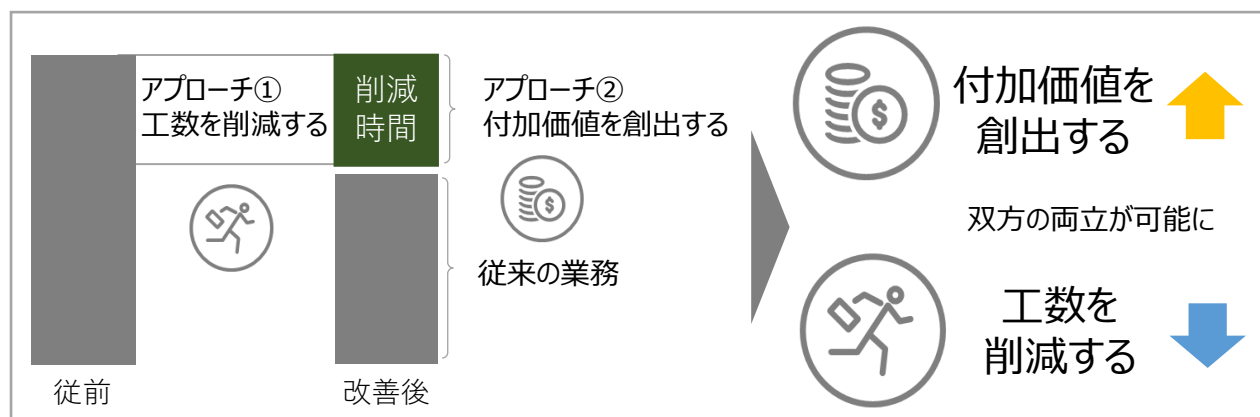 アプローチ①
工数を削減する
削減
時間
アプローチ②
付加価値を創出する
従来の業務
従前
改善後
付加価値を
創出する
双方の両立が可能に
工数を
削減する